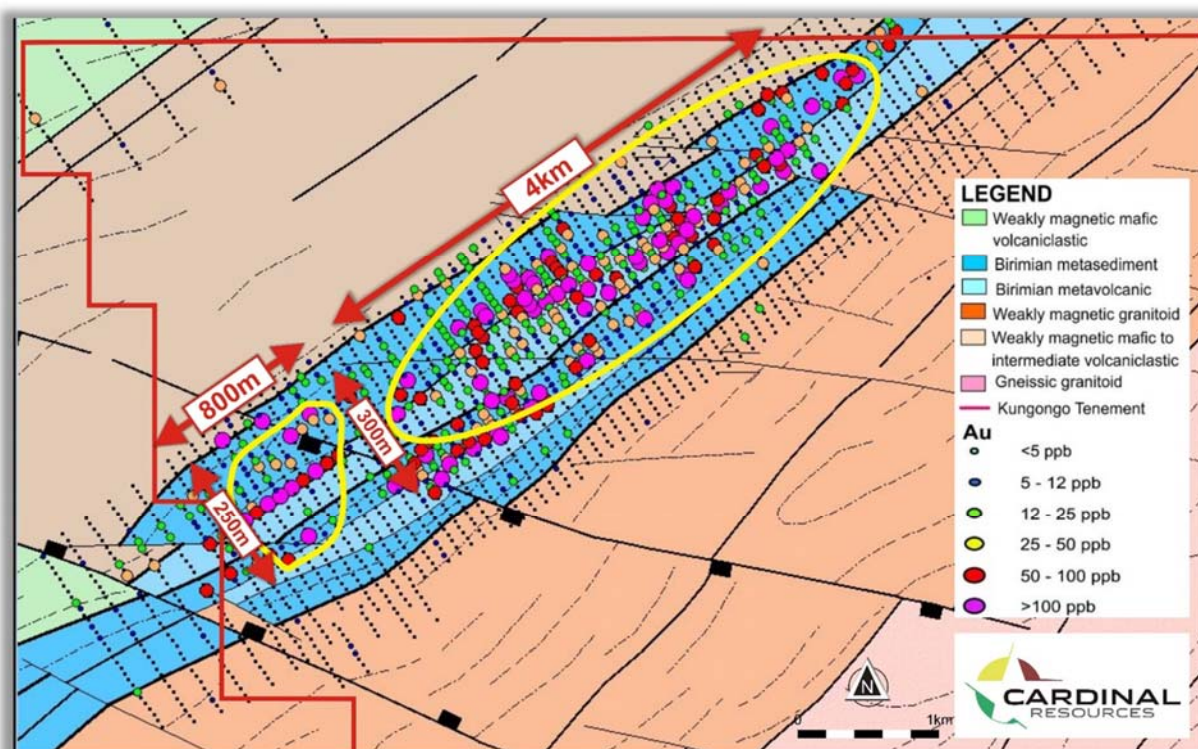 4km
800m
300m
250m
LEGEND
Weakly magnetic mafic
volcaniclastic
Birimian metasediment
Birimian metavolcanic
Weakly magnetic granitoid
Weakly magnetic mafic to
intermediate volcaniclastic
Gneissic granitoid
Kungongo Tenement
Au
<5 ppb
5 - 12 ppb
12 - 25 ppb
25 - 50 ppb
50 - 100 ppb
>100 ppb
N
0 1km
CARDINAL
RESOURCES